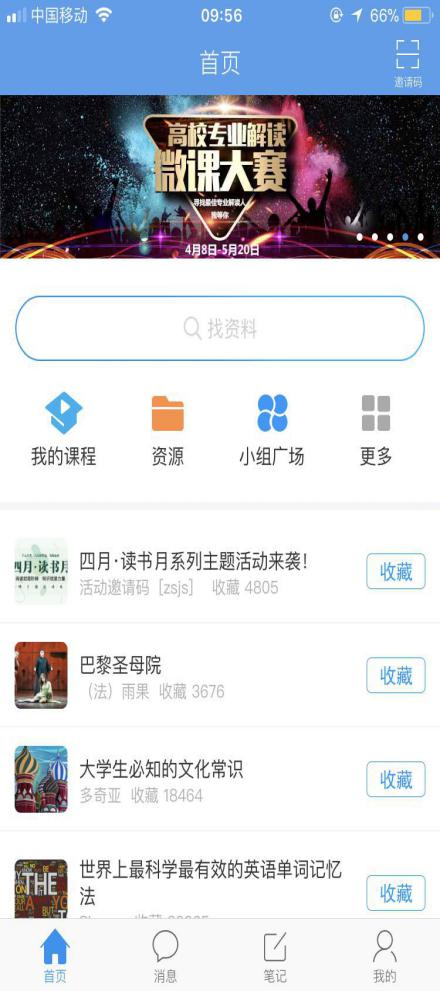 中国移动
09:56
66%
首页
邀请码
高校专业解读
微课大赛
寻找最佳专业解读人
我等你
4月8日-5月20日
找资料
我的课程
资源
小组广场
更多
四月·读书月
四月·读书月系列主题活动来袭！
活动邀请码［zsjs］ 收藏 4805
收藏
巴黎圣母院
（法）雨果 收藏 3676
收藏
大学生必知的文化常识
多奇亚 收藏 18464
收藏
THE
世界上最科学最有效的英语单词记忆
法
收藏
首页
消息
笔记
我的